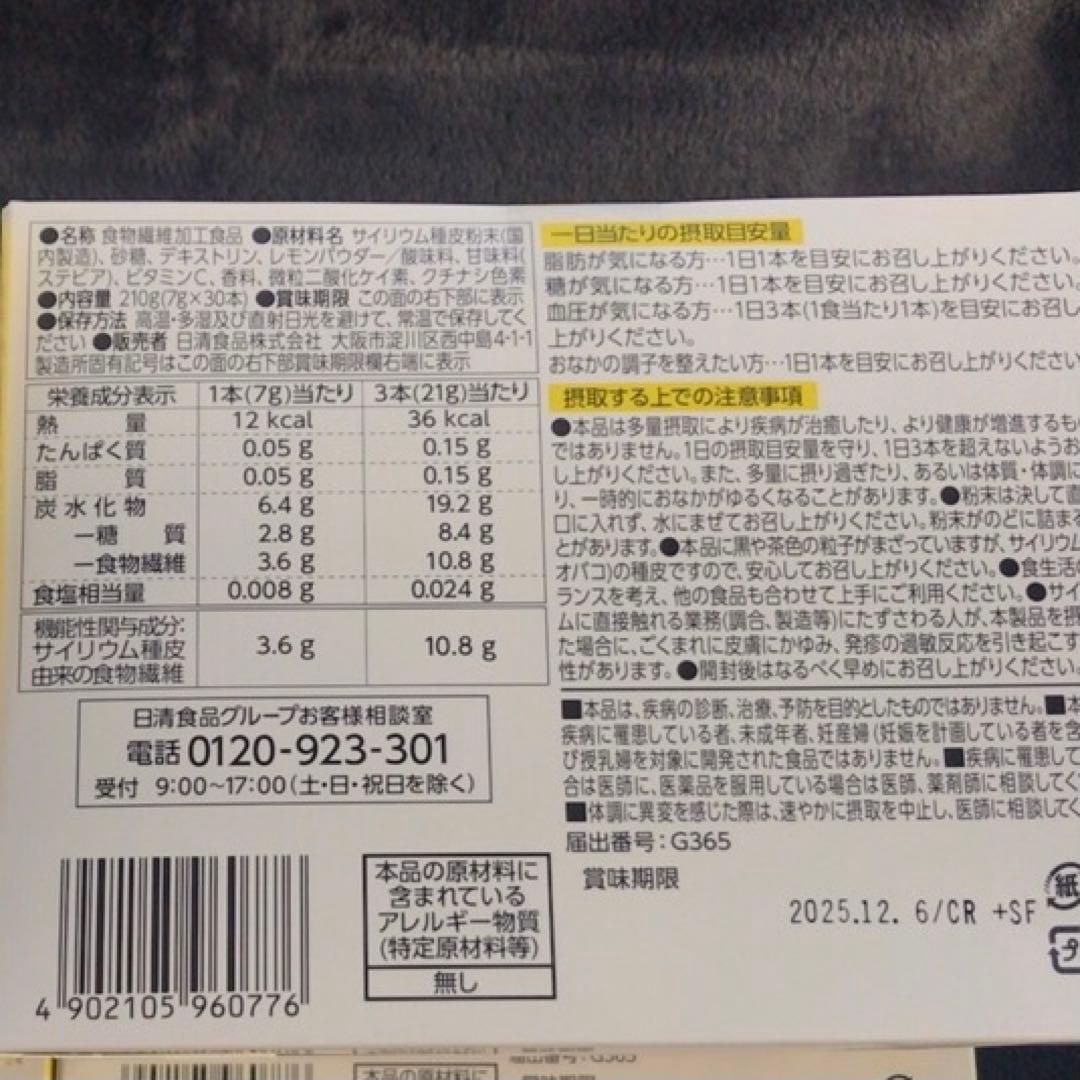 ●名称 食物繊維加工食品 ●原材料名 サイリウム種皮粉末(国
内製造)、砂糖、デキストリン、レモンパウダー／酸味料、甘味料(
ステビア)、ビタミンC、香料、微粒二酸化ケイ素、クチナシ色素
●内容量 210g(7g×30本) ●賞味期限 この面の右下部に表示
●保存方法 高温・多湿及び直射日光を避けて、常温で保存してく
ださい ●販売者 日清食品株式会社 大阪市淀川区西中島4-1-1
製造所固有記号はこの面の右下部賞味期限欄右端に表示
栄養成分表示 1本(7g)当たり 3本(21g)当たり
熱量 12 kcal 36 kcal
たんぱく質 0.05 g 0.15 g
脂質 0.05 g 0.15 g
炭水化物 6.4 g 19.2 g
ー糖質 2.8 g 8.4 g
ー食物繊維 3.6 g 10.8 g
食塩相当量 0.008 g 0.024 g
機能性関与成分:
サイリウム種皮 3.6 g 10.8 g
由来の食物繊維
日清食品グループお客様相談室
電話 0120-923-301
受付 9:00～17:00(土・日・祝日を除く)
4 902105 960776
本品の原材料に
含まれている
アレルギー物質
(特定原材料等)
無し
一日当たりの摂取目安量
脂肪が気になる方…1日1本を目安にお召し上がりください。
糖が気になる方…1日1本を目安にお召し上がりください。
血圧が気になる方…1日3本(1食当たり1本)を目安にお召し
上がりください。
おなかの調子を整えたい方…1日1本を目安にお召し上がりください
摂取する上での注意事項
●本品は多量摂取により疾病が治癒したり、より健康が増進するも
ではありません。1日の摂取目安量を守り、1日3本を超えないようお
し上がりください。また、多量に摂り過ぎたり、あるいは体質・体調に
り、一時的におなかがゆるくなることがあります。●粉末は決して直
口に入れず、水にまぜてお召し上がりください。粉末がのどに詰まる
とがあります。●本品に黒や茶色の粒子がまざっていますが、サイリウム
オバコ)の種皮ですので、安心してお召し上がりください。●食生活の
ランスを考え、他の食品も合わせて上手にご利用ください。●サイ
ムに直接触れる業務(調合、製造等)にたずさわる人が、本製品を摂
た場合に、ごくまれに皮膚にかゆみ、発疹の過敏反応を引き起こす
性があります。●開封後はなるべく早めにお召し上がりください。
■本品は、疾病の診断、治療、予防を目的としたものではありません。■本
疾病に罹患している者、未成年者、妊産婦(妊娠を計画している者を含
び授乳婦を対象に開発された食品ではありません。■疾病に罹患して
合は医師に、医薬品を服用している場合は医師、薬剤師に相談してく
■体調に異変を感じた際は、速やかに摂取を中止し、医師に相談してく
届出番号：G365
賞味期限
2025.12. 6/CR +SF
紙
プ
届出番号：G365
本品の原材料に
賞味期限